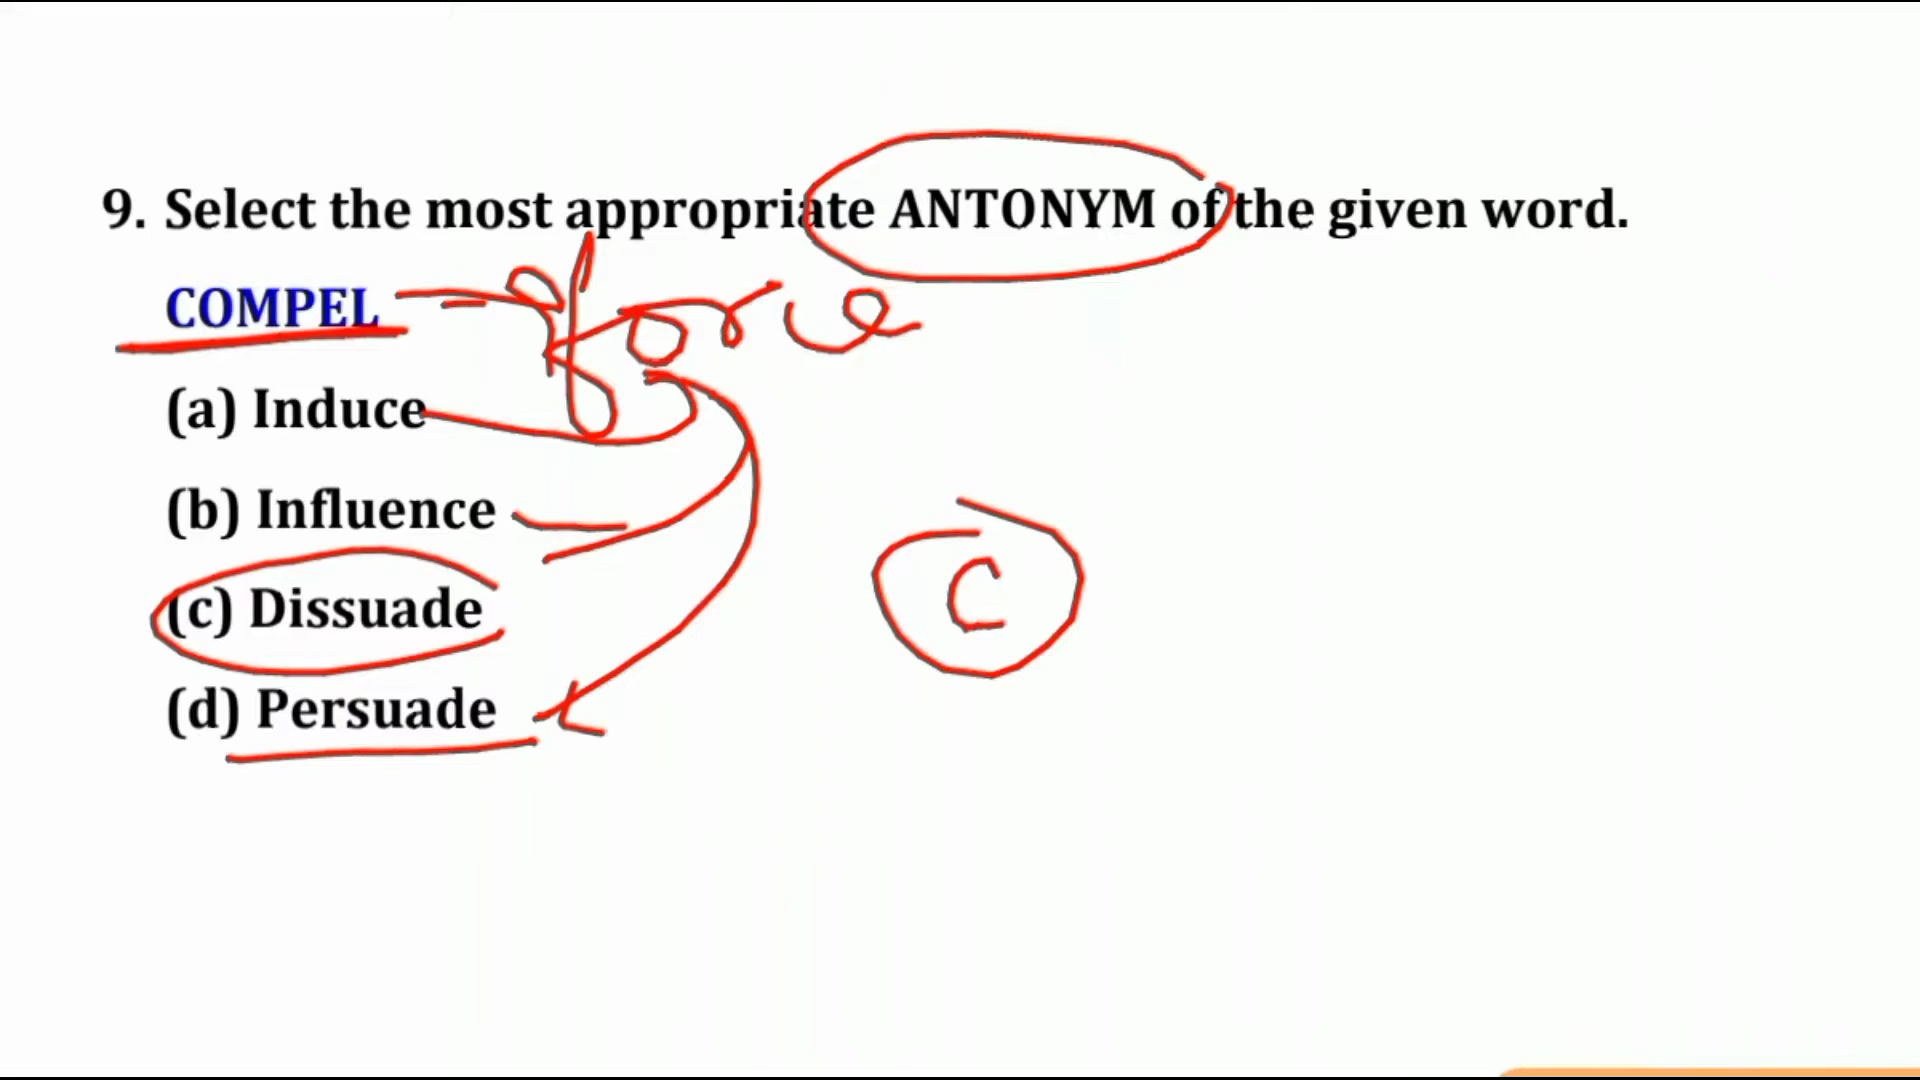 9. Select the most appropriate ANTONYM of the given word.
COMPEL force
(a) Induce
(b) Influence
(c) Dissuade
C
(d) Persuade